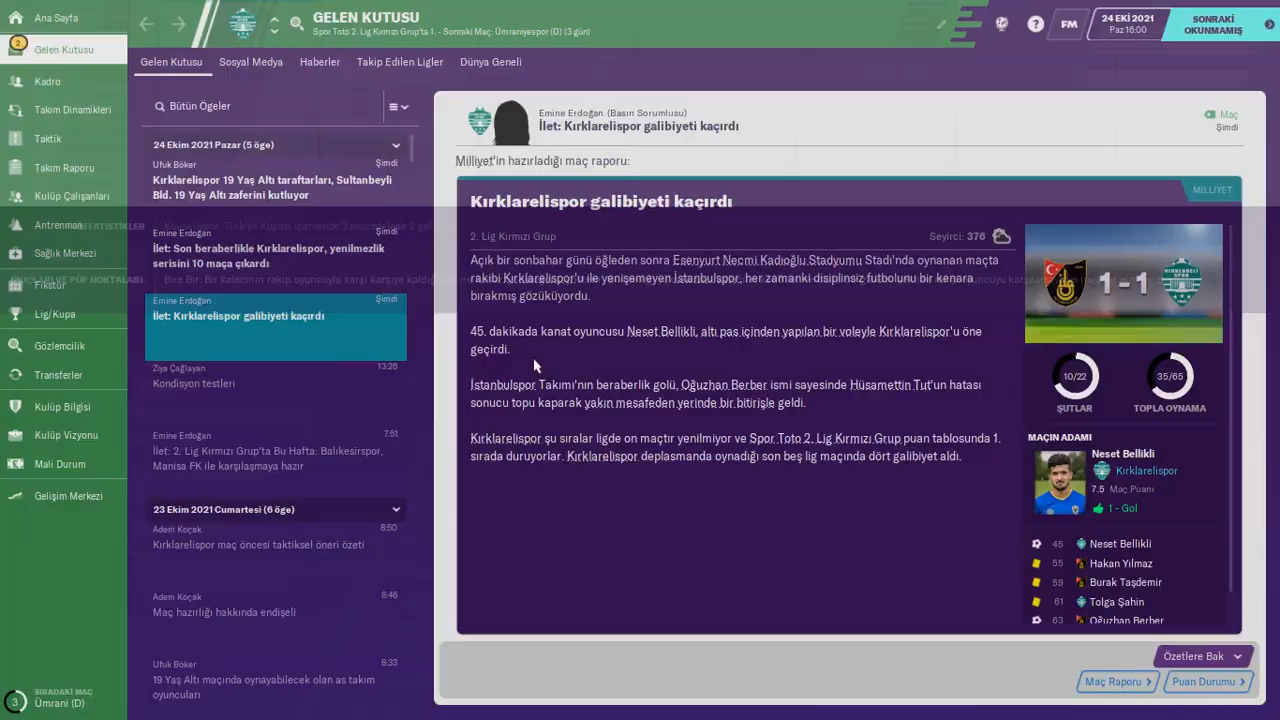 Ana Sayfa
2
Gelen Kutusu
Kadro
Takım Dinamikleri
Taktik
Takım Raporu
Kulüp Çalışanları
Antrenman
Sağlık Merkezi
Fikstür
Lig/Kupa
Gözlemcilik
Transferler
Kulüp Bilgisi
Kulüp Vizyonu
Mali Durum
Gelişim Merkezi
3
SIRADAKİ MAÇ
Ümrani (D)
GELEN KUTUSU
Spor Toto 2. Lig Kırmızı Grup'ta 1. - Sonraki Maç: Ümraniyespor (D) (3 gün)
?
FM
24 EKİ 2021
Paz 16:00
SONRAKİ
OKUNMAMIŞ
Gelen Kutusu
Sosyal Medya
Haberler
Takip Edilen Ligler
Dünya Geneli
Bütün Ögeler
24 Ekim 2021 Pazar (5 öge)
Ufuk Böker
Şimdi
Kırklarelispor 19 Yaş Altı taraftarları, Sultanbeyli
Bld. 19 Yaş Altı zaferini kutluyor
Emine Erdoğan
Şimdi
İlet: Son beraberlikle Kırklarelispor, yenilmezlik
serisini 10 maça çıkardı
Emine Erdoğan
Şimdi
İlet: Kırklarelispor galibiyeti kaçırdı
Ziya Çağlayan
13:26
Kondisyon testleri
Emine Erdoğan
7:51
İlet: 2. Lig Kırmızı Grup'ta Bu Hafta: Balıkesirspor,
Manisa FK ile karşılaşmaya hazır
23 Ekim 2021 Cumartesi (6 öge)
Adem Koçak
8:50
Kırklarelispor maç öncesi taktiksel öneri özeti
Adem Koçak
8:46
Maç hazırlığı hakkında endişeli
Ufuk Böker
8:33
19 Yaş Altı maçında oynayabilecek olan as takım
oyuncuları
Emine Erdoğan (Basın Sorumlusu)
İlet: Kırklarelispor galibiyeti kaçırdı
Maç
Şimdi
Milliyet'in hazırladığı maç raporu:
MILLIYET
Kırklarelispor galibiyeti kaçırdı
2. Lig Kırmızı Grup
Seyirci: 376
Açık bir sonbahar günü öğleden sonra Esenyurt Necmi Kadıoğlu Stadyumu Stadı'nda oynanan maçta
rakibi Kırklarelispor'u ile yenişemeyen İstanbulspor, her zamanki disiplinsiz futbolunu bir kenara
bırakmış gözüküyordu.
45. dakikada kanat oyuncusu Neset Bellikli, altı pas içinden yapılan bir voleyle Kırklarelispor'u öne
geçirdi.
İstanbulspor Takımı'nın beraberlik golü, Oğuzhan Berber ismi sayesinde Hüsamettin Tut'un hatası
sonucu topu kaparak yakın mesafeden yerinde bir bitirişle geldi.
Kırklarelispor şu sıralar ligde on maçtır yenilmiyor ve Spor Toto 2. Lig Kırmızı Grup puan tablosunda 1.
sırada duruyorlar. Kırklarelispor deplasmanda oynadığı son beş lig maçında dört galibiyet aldı.
1 - 1
10/22
ŞUTLAR
35/65
TOPLA OYNAMA
MAÇIN ADAMI
Neset Bellikli
Kırklarelispor
7.5 Maç Puanı
1 - Gol
45 Neset Bellikli
55 Hakan Yılmaz
59 Burak Taşdemir
61 Tolga Şahin
63 Oğuzhan Berber
Özetlere Bak
Maç Raporu
Puan Durumu